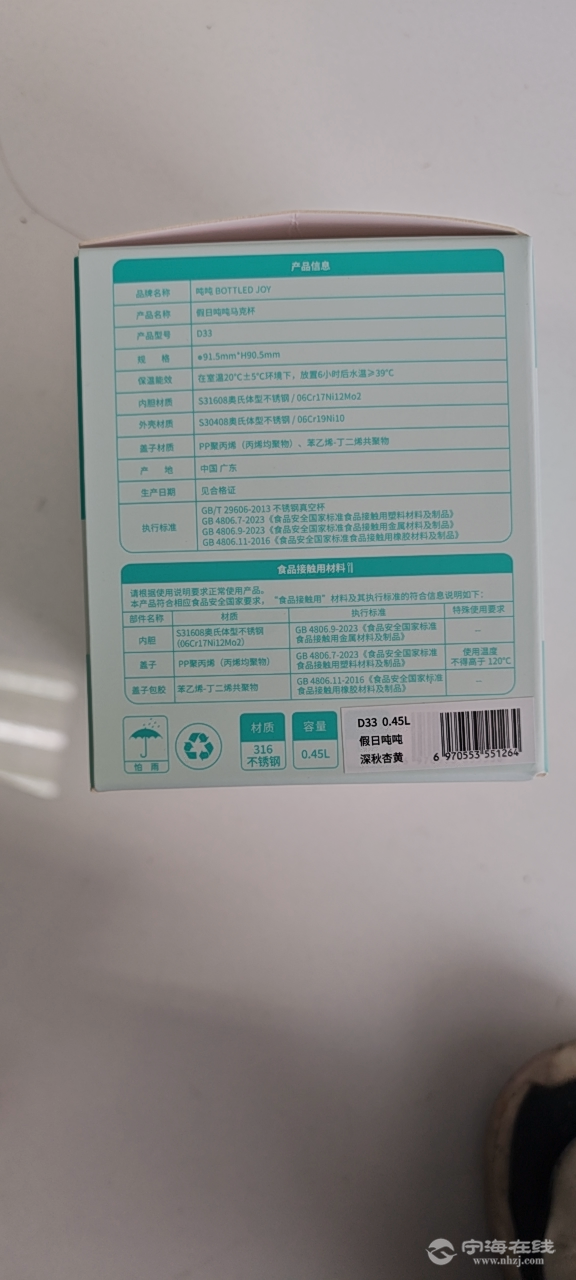 产品信息
品牌名称 吨吨 BOTTLED JOY
产品名称 假日吨吨马克杯
产品型号 D33
规 格 ⌀91.5mm*H90.5mm
保温能效 在室温20°C±5°C环境下，放置6小时后水温≥39°C
内胆材质 S31608奥氏体型不锈钢 / 06Cr17Ni12Mo2
外壳材质 S30408奥氏体型不锈钢 / 06Cr19Ni10
盖子材质 PP聚丙烯（丙烯均聚物）、苯乙烯-丁二烯共聚物
产 地 中国 广东
生产日期 见合格证
执行标准
GB/T 29606-2013 不锈钢真空杯
GB 4806.7-2023《食品安全国家标准食品接触用塑料材料及制品》
GB 4806.9-2023《食品安全国家标准食品接触用金属材料及制品》
GB 4806.11-2016《食品安全国家标准食品接触用橡胶材料及制品》
食品接触用材料
请根据使用说明要求正常使用产品。
本产品符合相应食品安全国家要求，“食品接触用”材料及其执行标准的符合信息说明如下：
部件名称 材质 执行标准 特殊使用要求
内胆 S31608奥氏体型不锈钢 (06Cr17Ni12Mo2) GB 4806.9-2023《食品安全国家标准 食品接触用金属材料及制品》 --
盖子 PP聚丙烯（丙烯均聚物） GB 4806.7-2023《食品安全国家标准 食品接触用塑料材料及制品》 使用温度 不得高于 120°C
盖子包胶 苯乙烯-丁二烯共聚物 GB 4806.11-2016《食品安全国家标准 食品接触用橡胶材料及制品》 --
怕 雨
材质
316
不锈钢
容量
0.45L
D33 0.45L
假日吨吨
深秋杏黄
6 970553 551264
宁海在线
www.nhzj.com